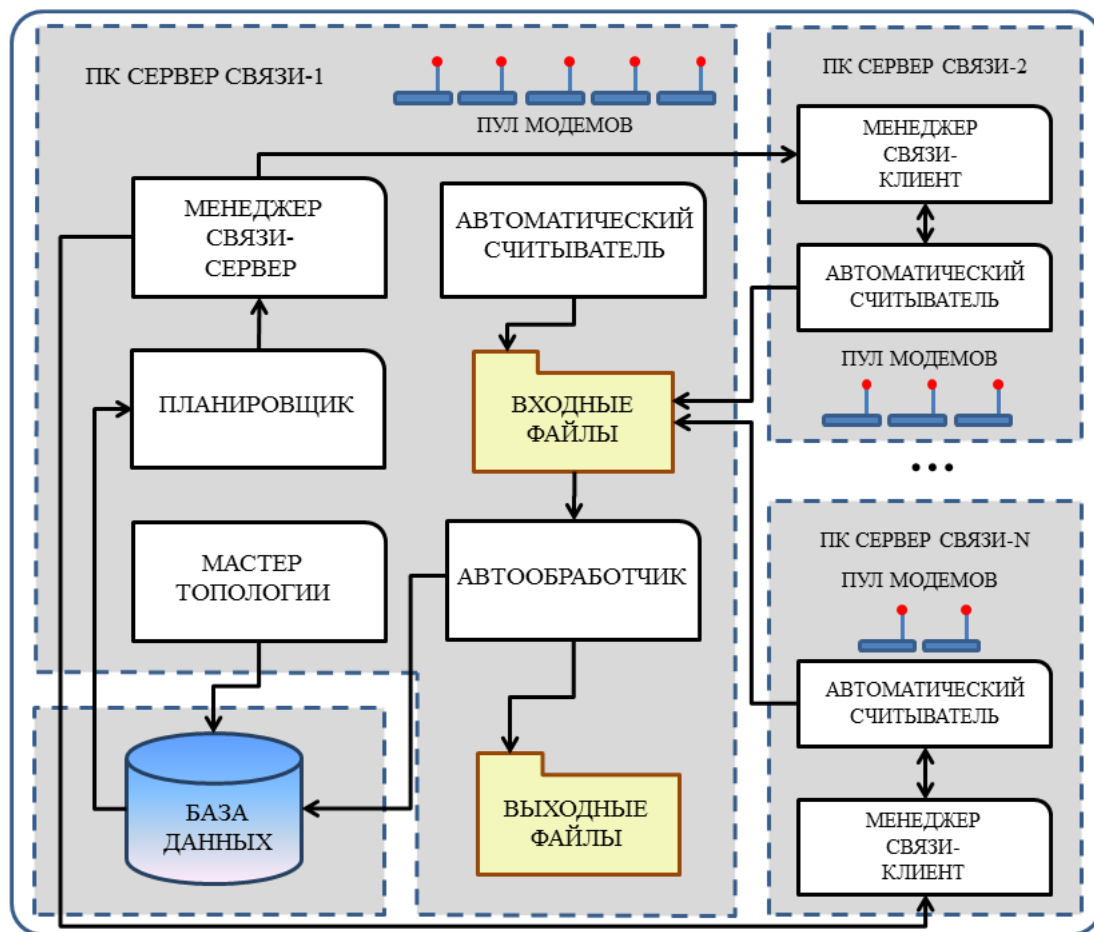 ПК СЕРВЕР СВЯЗИ-1
ПУЛ МОДЕМОВ
МЕНЕДЖЕР
СВЯЗИ-
СЕРВЕР
АВТОМАТИЧЕСКИЙ
СЧИТЫВАТЕЛЬ
ПЛАНИРОВЩИК
ВХОДНЫЕ
ФАЙЛЫ
МАСТЕР
ТОПОЛОГИИ
АВТООБРАБОТЧИК
БАЗА
ДАННЫХ
ВЫХОДНЫЕ
ФАЙЛЫ
ПК СЕРВЕР СВЯЗИ-2
МЕНЕДЖЕР
СВЯЗИ-
КЛИЕНТ
АВТОМАТИЧЕСКИЙ
СЧИТЫВАТЕЛЬ
ПУЛ МОДЕМОВ
...
ПК СЕРВЕР СВЯЗИ-N
ПУЛ МОДЕМОВ
АВТОМАТИЧЕСКИЙ
СЧИТЫВАТЕЛЬ
МЕНЕДЖЕР
СВЯЗИ-
КЛИЕНТ